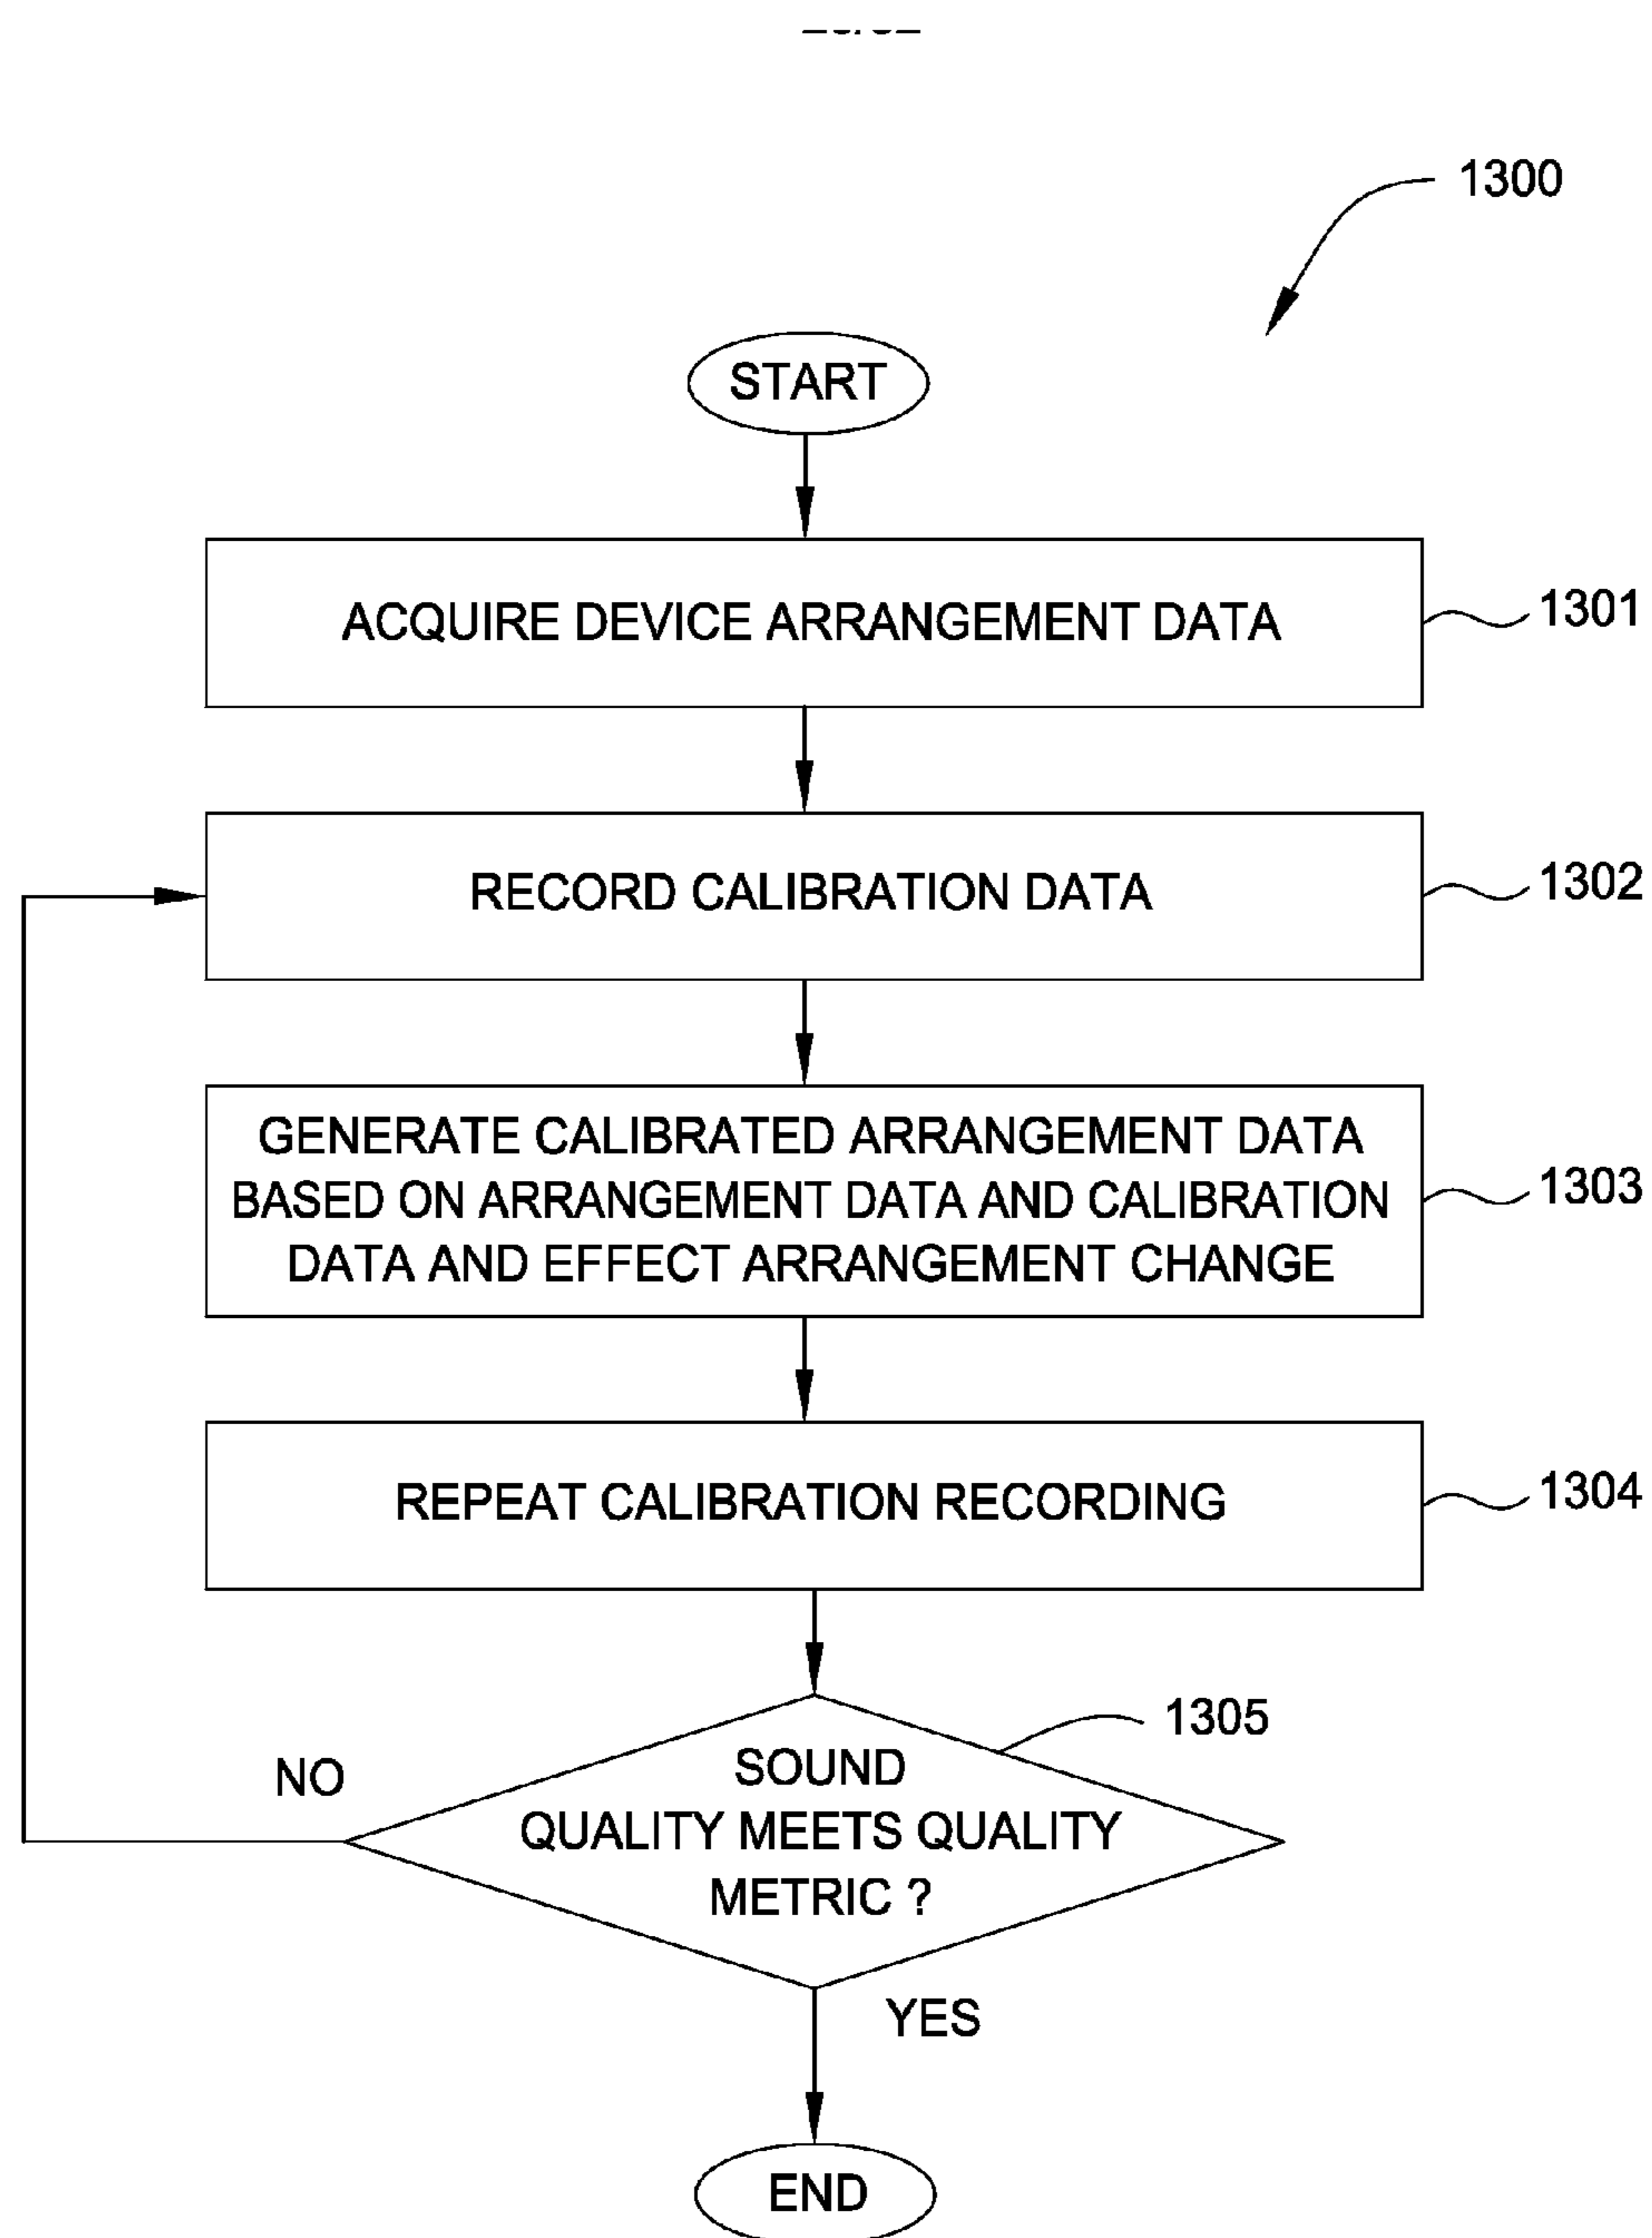 1300
START
ACQUIRE DEVICE ARRANGEMENT DATA
1301
RECORD CALIBRATION DATA
1302
GENERATE CALIBRATED ARRANGEMENT DATA
BASED ON ARRANGEMENT DATA AND CALIBRATION
DATA AND EFFECT ARRANGEMENT CHANGE
1303
REPEAT CALIBRATION RECORDING
1304
1305
SOUND
QUALITY MEETS QUALITY
METRIC ?
NO
YES
END